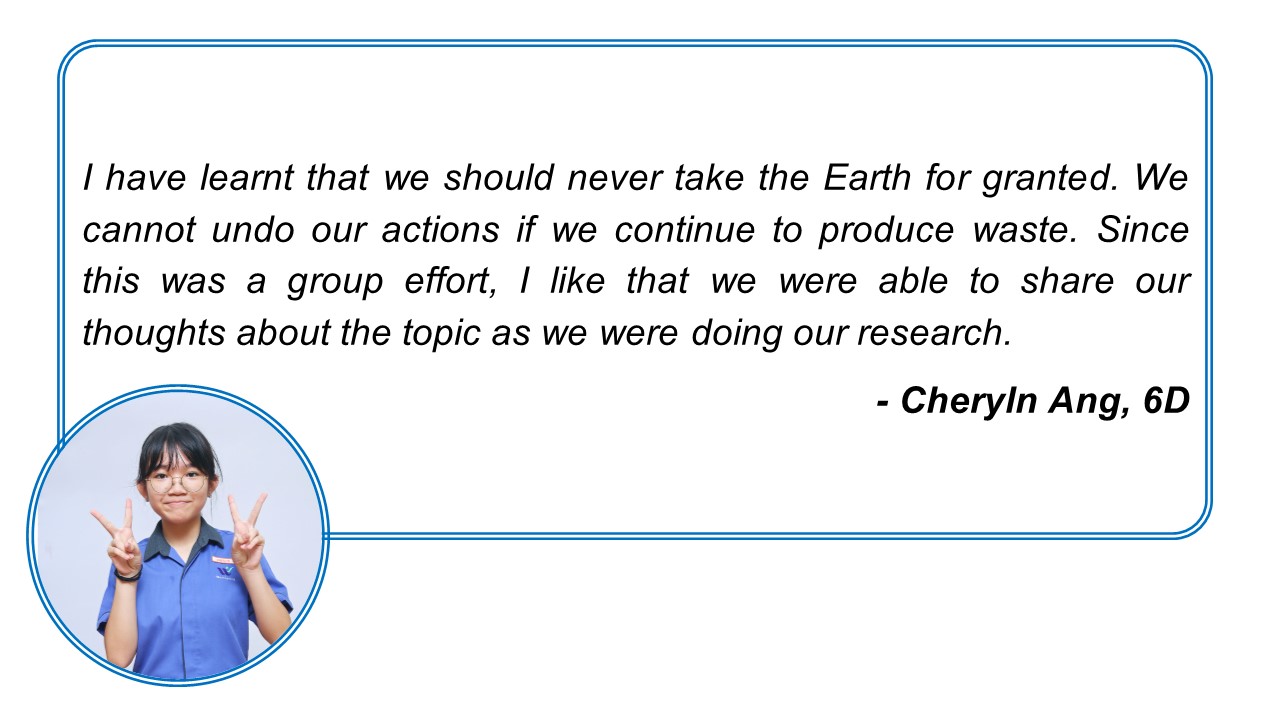 I have learnt that we should never take the Earth for granted. We
cannot undo our actions if we continue to produce waste. Since
this was a group effort, I like that we were able to share our
thoughts about the topic as we were doing our research.
- Cheryln Ang, 6D